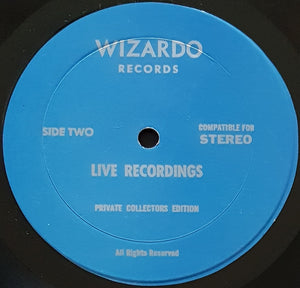 WIZARDO
RECORDS
SIDE TWO
COMPATIBLE FOR
STEREO
LIVE RECORDINGS
PRIVATE COLLECTORS EDITION
All Rights Reserved